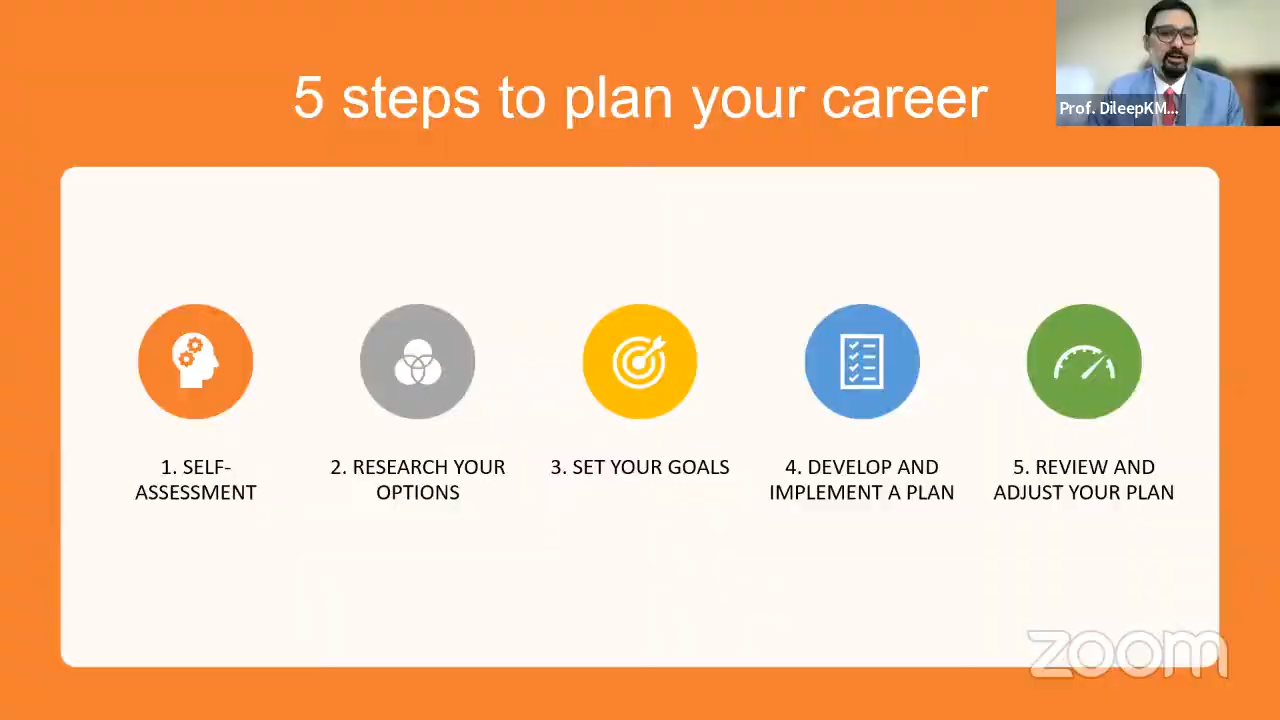 5 steps to plan your career
Prof. DileepKM...
1. SELF-
ASSESSMENT
2. RESEARCH YOUR
OPTIONS
3. SET YOUR GOALS
4. DEVELOP AND
IMPLEMENT A PLAN
5. REVIEW AND
ADJUST YOUR PLAN
zoom